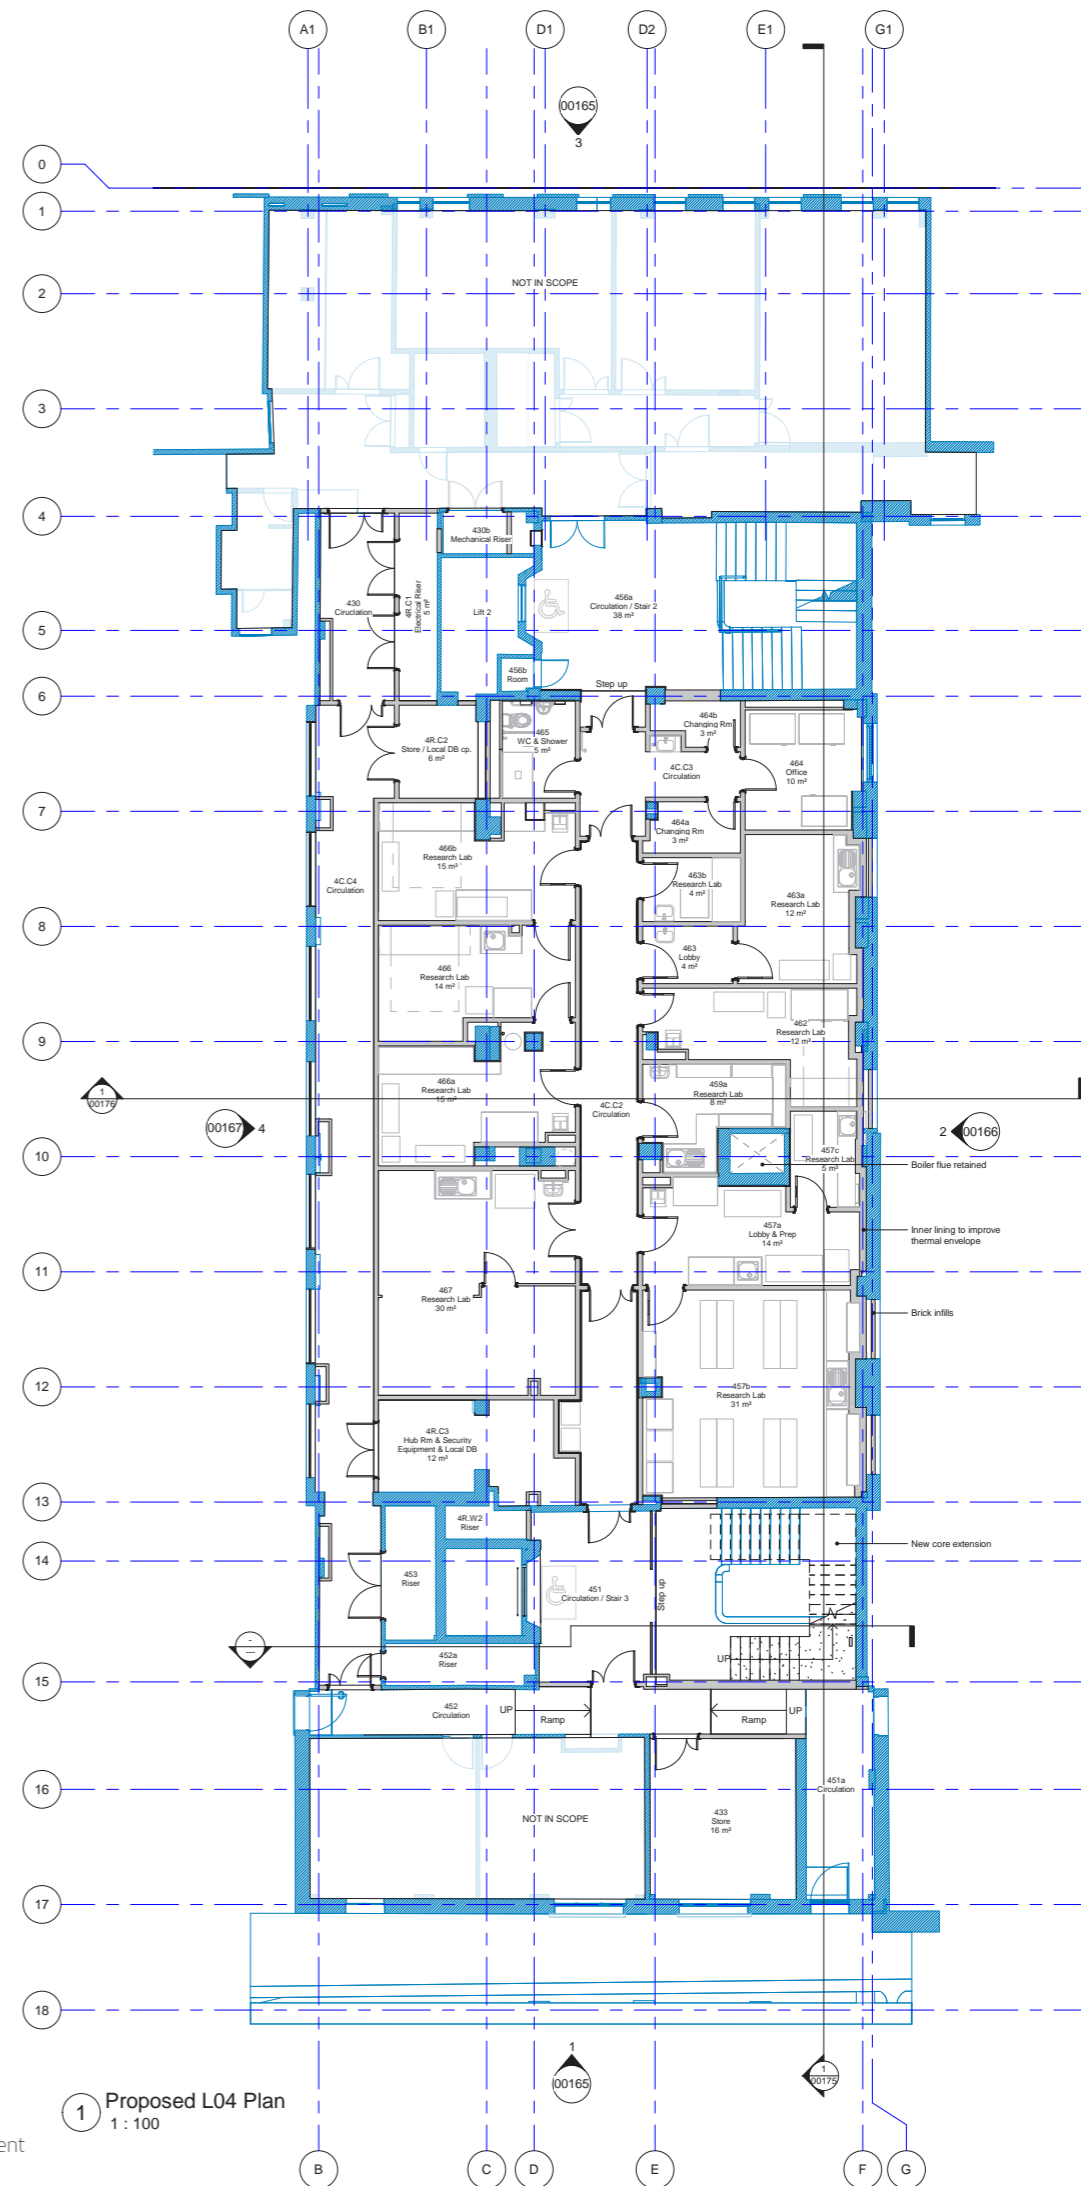 A1
B1
D1
D2
E1
G1
00165
3
0
1
2
NOT IN SCOPE
3
4
430b
Mechanical Riser
430
Ciruclation
4R.C1
Electrical Riser
5 m²
Lift 2
456a
Circulation / Stair 2
38 m²
5
456b
Room
Step up
6
464b
Changing Rm
3 m²
465
WC & Shower
5 m²
4R.C2
Store / Local DB cp.
6 m²
4C.C3
Circulation
464
Office
10 m²
7
464a
Changing Rm
3 m²
466b
Research Lab
15 m²
463b
Research Lab
4 m²
4C.C4
Circulation
463a
Research Lab
12 m²
8
463
Lobby
4 m²
466
Research Lab
14 m²
462
Research Lab
12 m²
9
466a
Research Lab
15 m²
459a
Research Lab
8 m²
1
00176
4C.C2
Circulation
00167
4
2
00166
457c
Research Lab
5 m²
10
Boiler flue retained
457a
Lobby & Prep
14 m²
Inner lining to improve
thermal envelope
11
467
Research Lab
30 m²
Brick infills
12
457b
Research Lab
31 m²
4R.C3
Hub Rm & Security
Equipment & Local DB
12 m²
13
4R.W2
Riser
New core extension
14
453
Riser
451
Circulation / Stair 3
Step up
452a
Riser
UP
15
452
Circulation
UP
Ramp
Ramp
UP
16
451a
Circulation
NOT IN SCOPE
433
Store
16 m²
17
18
1
00165
1
00175
1
Proposed L04 Plan
1 : 100
ent
B
C
D
E
F
G